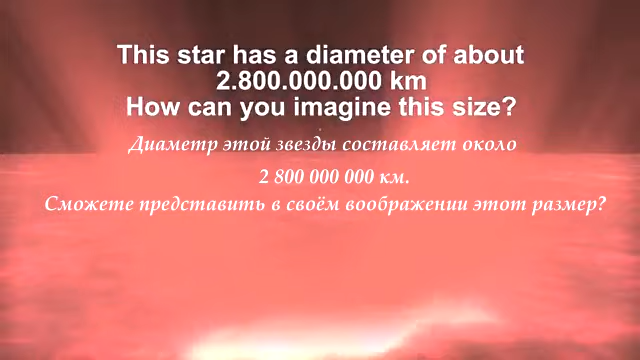 This star has a diameter of about
2.800.000.000 km
How can you imagine this size?
Диаметр этой звезды составляет около
2 800 000 000 км.
Сможете представить в своём воображении этот размер?